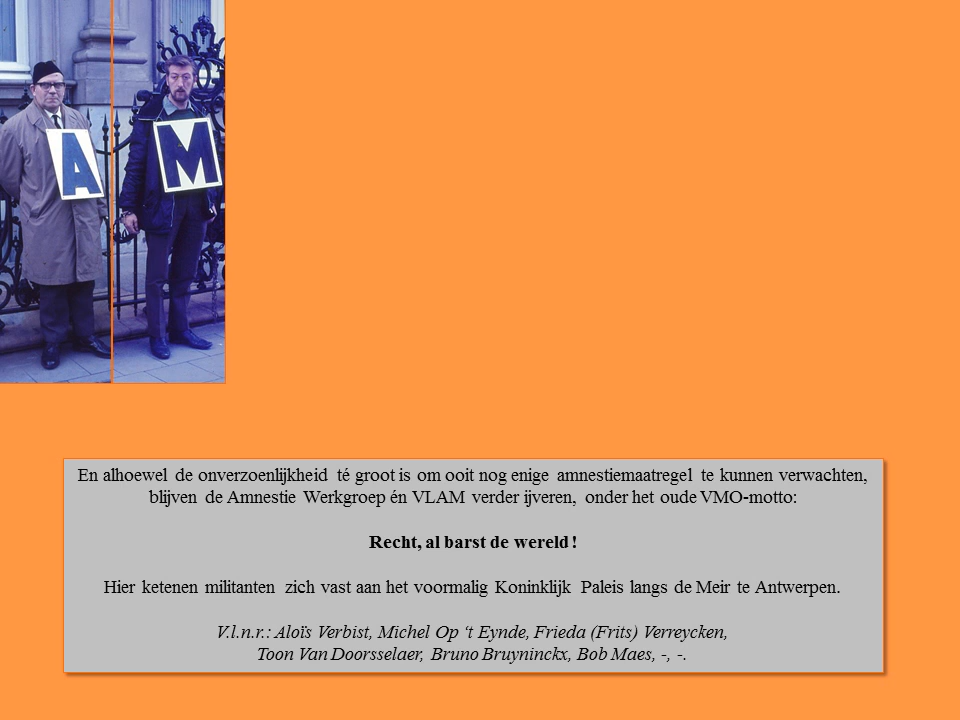 A M
En alhoewel de onverzoenlijkheid té groot is om ooit nog enige amnestiemaatregel te kunnen verwachten,
blijven de Amnestie Werkgroep én VLAM verder ijveren, onder het oude VMO-motto:
Recht, al barst de wereld !
Hier ketenen militanten zich vast aan het voormalig Koninklijk Paleis langs de Meir te Antwerpen.
V.l.n.r.: Aloïs Verbist, Michel Op ‘t Eynde, Frieda (Frits) Verreycken,
Toon Van Doorsselaer, Bruno Bruyninckx, Bob Maes, -, -.